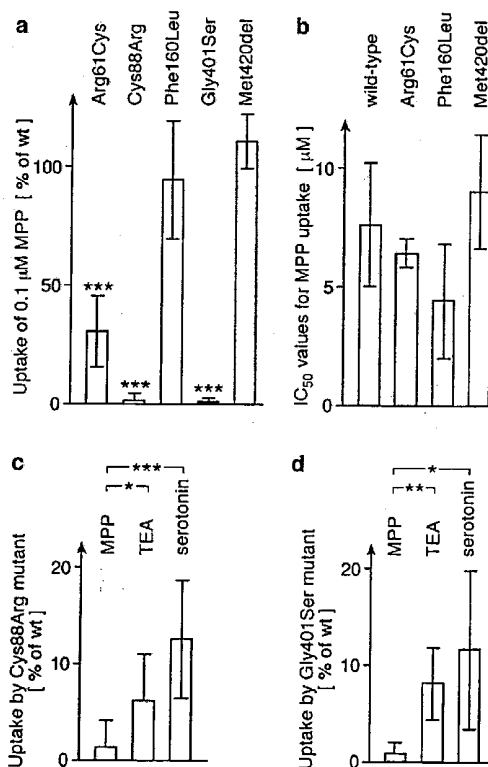 a
Arg61Cys
Cys88Arg
Phe160Leu
Gly401Ser
Met420del
Uptake of 0.1 µM MPP [ % of wt ]
100
50
0
***
***
***
b
wild-type
Arg61Cys
Phe160Leu
Met420del
IC50 values for MPP uptake [ µM ]
10
5
0
c
***
*
MPP
TEA
serotonin
Uptake by Cys88Arg mutant
[ % of wt ]
20
10
0
d
*
**
MPP
TEA
serotonin
Uptake by Gly401Ser mutant
[ % of wt ]
20
10
0